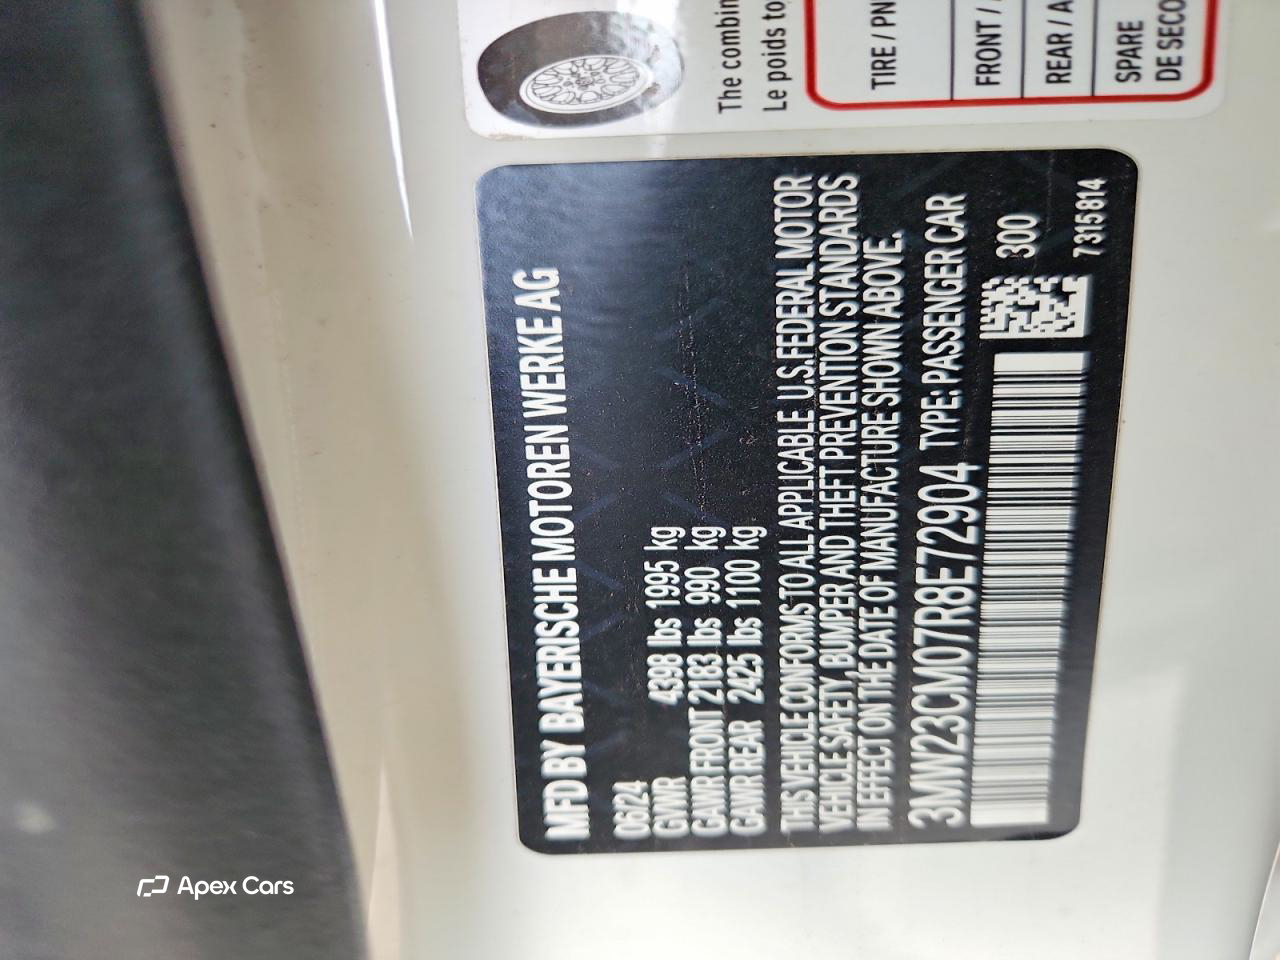 The combin
Le poids to
TIRE / PN
FRONT /
REAR / A
SPARE
DE SECO
MFD BY BAYERISCHE MOTOREN WERKE AG
06/24
GVWR 4398 lbs 1995 kg
GAWR FRONT 2183 lbs 990 kg
GAWR REAR 2425 lbs 1100 kg
THIS VEHICLE CONFORMS TO ALL APPLICABLE U.S.FEDERAL MOTOR
VEHICLE SAFETY, BUMPER AND THEFT PREVENTION STANDARDS
IN EFFECT ON THE DATE OF MANUFACTURE SHOWN ABOVE.
3MW23CM07R8E72904 TYPE: PASSENGER CAR
300
7315814
Apex Cars